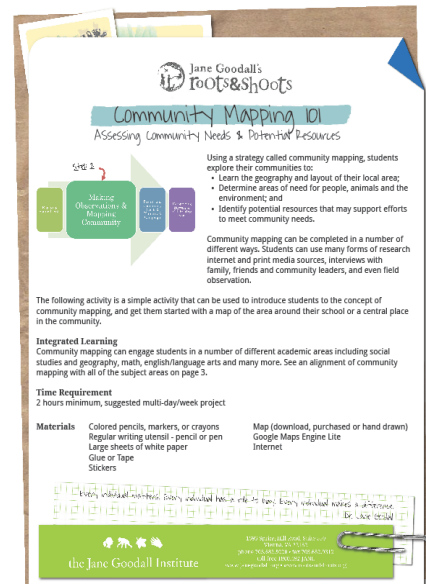 Jane Goodall's
roots&shoots
Community Mapping 101
Assessing Community Needs & Potential Resources
Step 2
Making
Observations &
Mapping
Community
Using a strategy called community mapping, students
explore their communities to:
• Learn the geography and layout of their local area;
• Determine areas of need for people, animals and the
environment; and
• Identify potential resources that may support efforts
to meet community needs.
Community mapping can be completed in a number of
different ways. Students can use many forms of research
internet and print media sources, interviews with
family, friends and community leaders, and even field
observation.
The following activity is a simple activity that can be used to introduce students to the concept of
community mapping, and get them started with a map of the area around their school or a central place
in the community.
Integrated Learning
Community mapping can engage students in a number of different academic areas including social
studies and geography, math, english/language arts and many more. See an alignment of community
mapping with all of the subject areas on page 3.
Time Requirement
2 hours minimum, suggested multi-day/week project
Materials Colored pencils, markers, or crayons Map (download, purchased or hand drawn)
Regular writing utensil - pencil or pen Google Maps Engine Lite
Large sheets of white paper Internet
Glue or Tape
Stickers
Every individual matters. Every individual has a role to play. Every individual makes a difference.
Dr. Jane Goodall
the Jane Goodall Institute